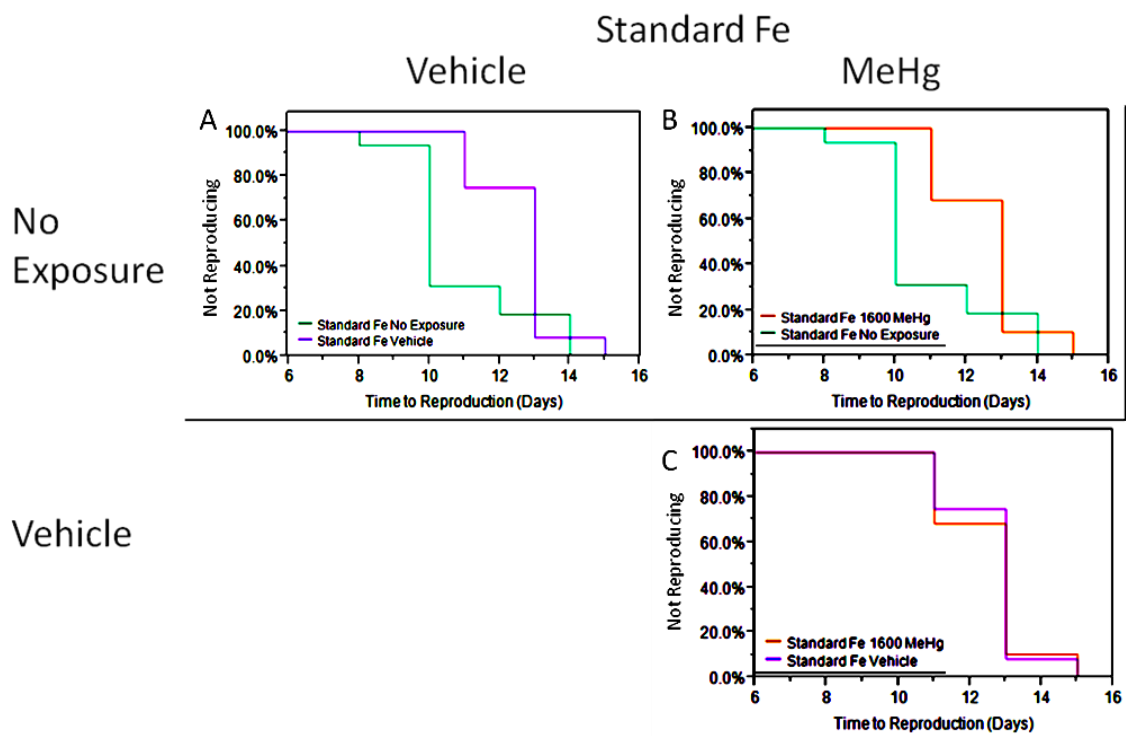 Standard Fe
Vehicle
MeHg
No
Exposure
Vehicle
A
100.0%
80.0%
60.0%
40.0%
20.0%
0.0%
Not Reproducing
Standard Fe No Exposure
Standard Fe Vehicle
6 8 10 12 14 16
Time to Reproduction (Days)
B
100.0%
80.0%
60.0%
40.0%
20.0%
0.0%
Not Reproducing
Standard Fe 1600 MeHg
Standard Fe No Exposure
6 8 10 12 14 16
Time to Reproduction (Days)
C
100.0%
80.0%
60.0%
40.0%
20.0%
0.0%
Not Reproducing
Standard Fe 1600 MeHg
Standard Fe Vehicle
6 8 10 12 14 16
Time to Reproduction (Days)